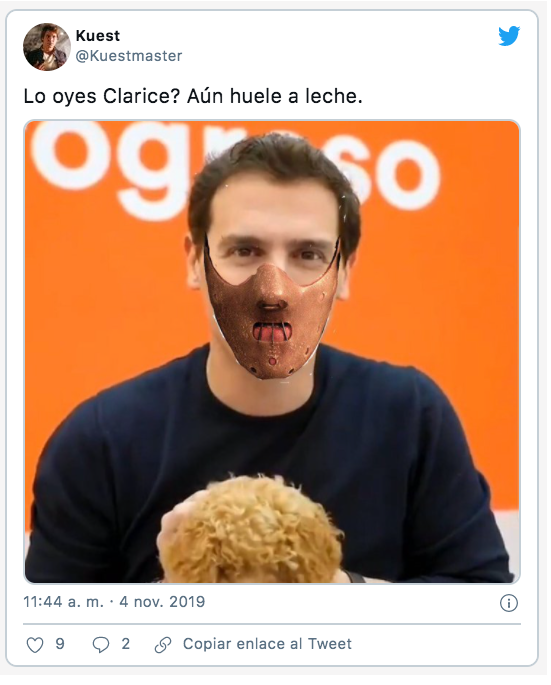 Kuest
@Kuestmaster
Lo oyes Clarice? Aún huele a leche.
ogreso
11:44 a. m. · 4 nov. 2019
9
2
Copiar enlace al Tweet